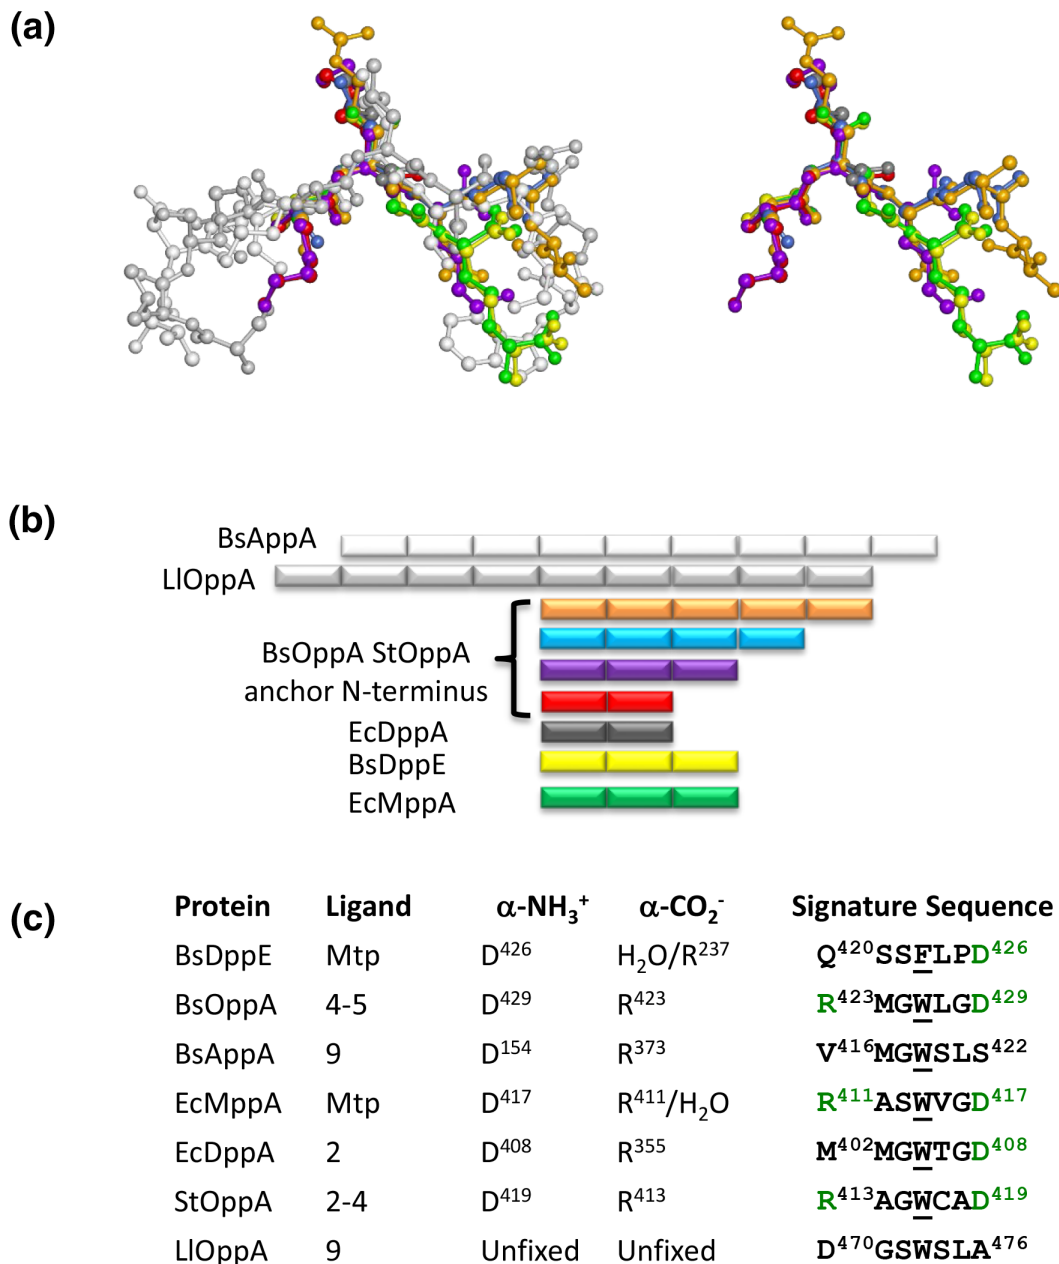 (a)
(b)
BsAppA
LlOppA
BsOppA StOppA
anchor N-terminus
EcDppA
BsDppE
EcMppA
(c)
Protein Ligand α-NH₃⁺ α-CO₂⁻ Signature Sequence
BsDppE Mtp D⁴²⁶ H₂O/R²³⁷ Q⁴²⁰SSFLPD⁴²⁶
BsOppA 4-5 D⁴²⁹ R⁴²³ R⁴²³MGWLGD⁴²⁹
BsAppA 9 D¹⁵⁴ R³⁷³ V⁴¹⁶MGWSLS⁴²²
EcMppA Mtp D⁴¹⁷ R⁴¹¹/H₂O R⁴¹¹ASWVGD⁴¹⁷
EcDppA 2 D⁴⁰⁸ R³⁵⁵ M⁴⁰²MGWTGD⁴⁰⁸
StOppA 2-4 D⁴¹⁹ R⁴¹³ R⁴¹³AGWCAD⁴¹⁹
LlOppA 9 Unfixed Unfixed D⁴⁷⁰GSWSLA⁴⁷⁶